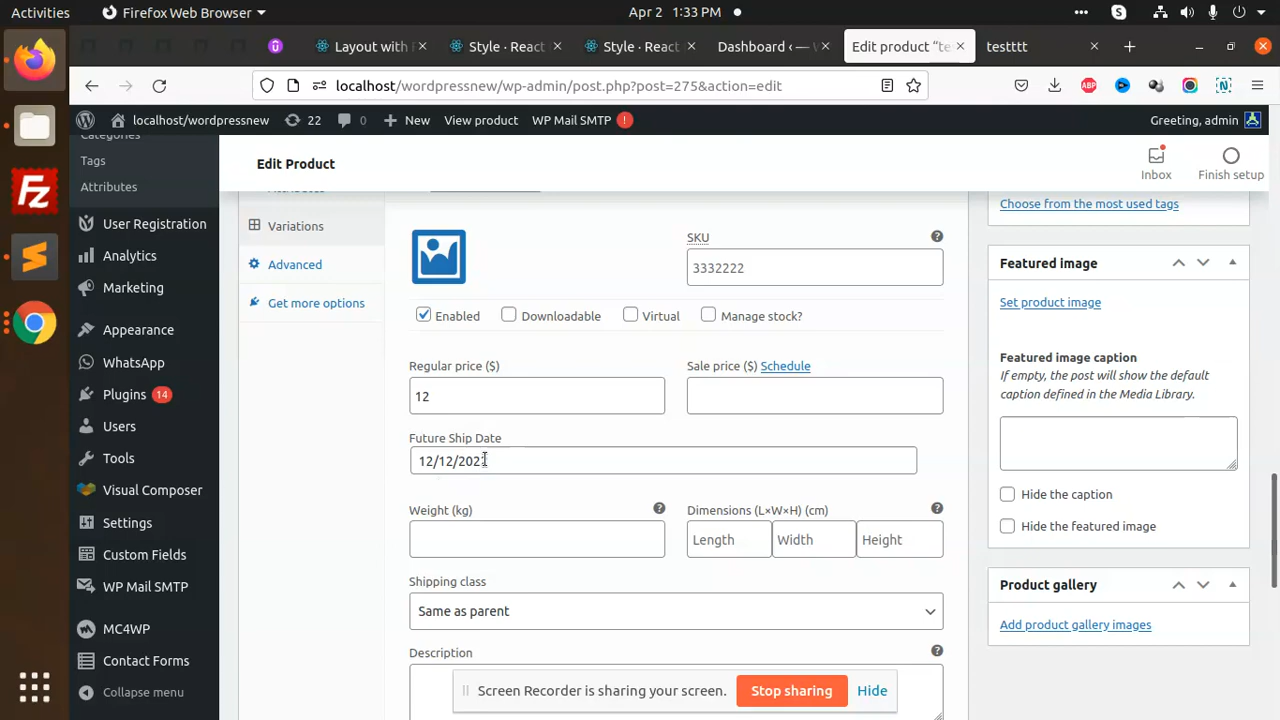 Activities
Firefox Web Browser
Apr 2 1:33 PM
Layout with F
Style · React
Style · React
Dashboard ‹ — W
Edit product “te
testttt
localhost/wordpressnew/wp-admin/post.php?post=275&action=edit
localhost/wordpressnew
22
0
New
View product
WP Mail SMTP
Greeting, admin
Categories
Tags
Attributes
User Registration
Analytics
Marketing
Appearance
WhatsApp
Plugins 14
Users
Tools
Visual Composer
Settings
Custom Fields
WP Mail SMTP
MC4WP
Contact Forms
Collapse menu
Edit Product
Inbox
Finish setup
Attributes
Variations
Advanced
Get more options
SKU
3332222
Enabled
Downloadable
Virtual
Manage stock?
Regular price ($)
12
Sale price ($) Schedule
Future Ship Date
Weight (kg)
Dimensions (L×W×H) (cm)
Length
Width
Height
Shipping class
Same as parent
Description
Screen Recorder is sharing your screen.
Stop sharing
Hide
Choose from the most used tags
Featured image
Set product image
Featured image caption
If empty, the post will show the default
caption defined in the Media Library.
Hide the caption
Hide the featured image
Product gallery
Add product gallery images